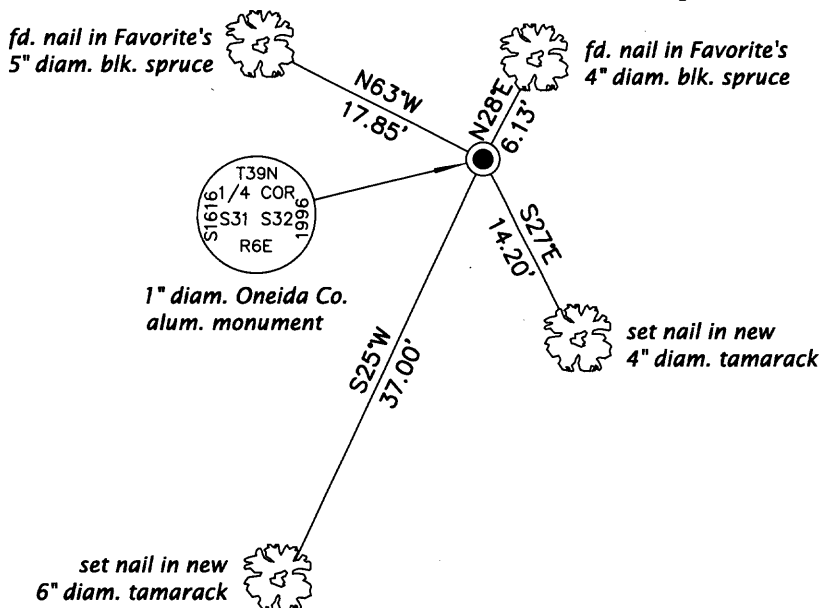 fd. nail in Favorite's
5" diam. blk. spruce
fd. nail in Favorite's
4" diam. blk. spruce
N63°W
17.85'
N28°E
6.13'
T39N
1/4 COR
S1616
S31 S32
1996
R6E
1" diam. Oneida Co.
alum. monument
S27°E
14.20'
set nail in new
4" diam. tamarack
S25°W
37.00'
set nail in new
6" diam. tamarack